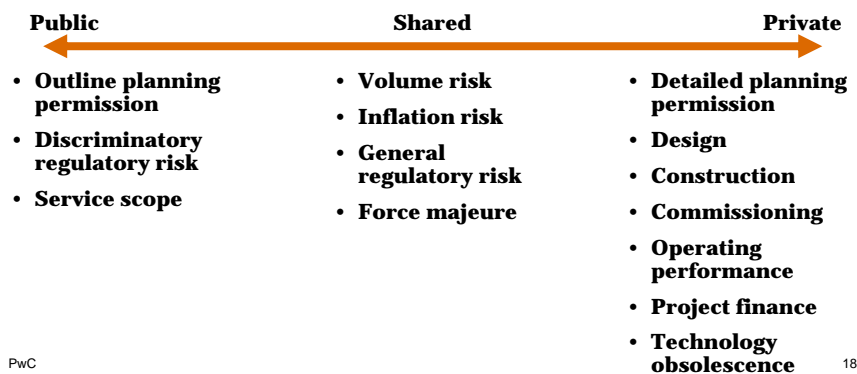 Public
Shared
Private
• Outline planning
permission
• Discriminatory
regulatory risk
• Service scope
• Volume risk
• Inflation risk
• General
regulatory risk
• Force majeure
• Detailed planning
permission
• Design
• Construction
• Commissioning
• Operating
performance
• Project finance
• Technology
obsolescence
PwC
18